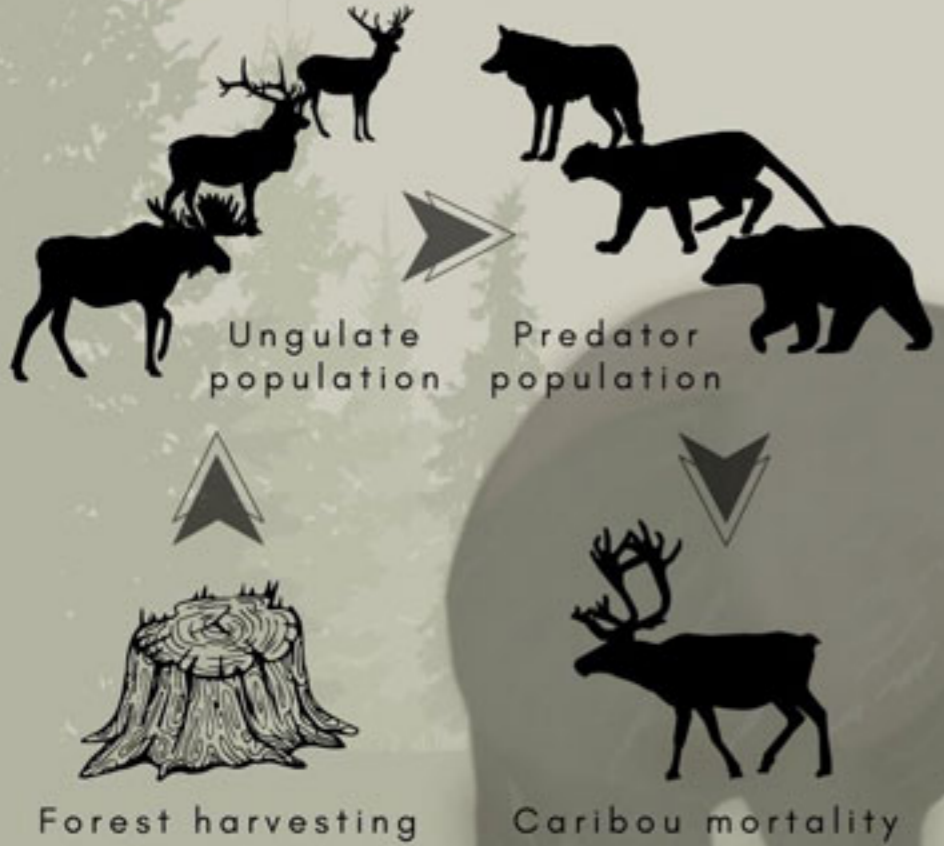 Ungulate
population
Predator
population
Forest harvesting
Caribou mortality